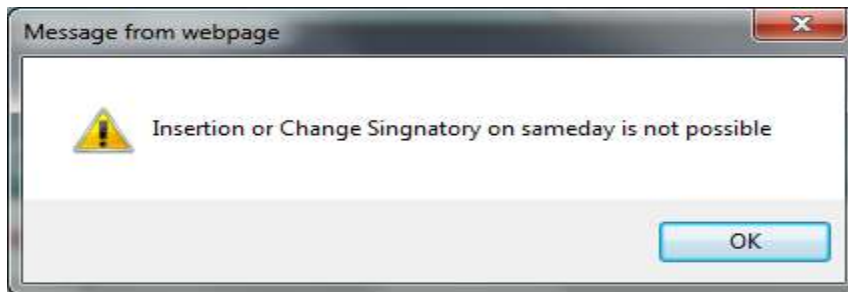 Message from webpage
Insertion or Change Singnatory on sameday is not possible
OK